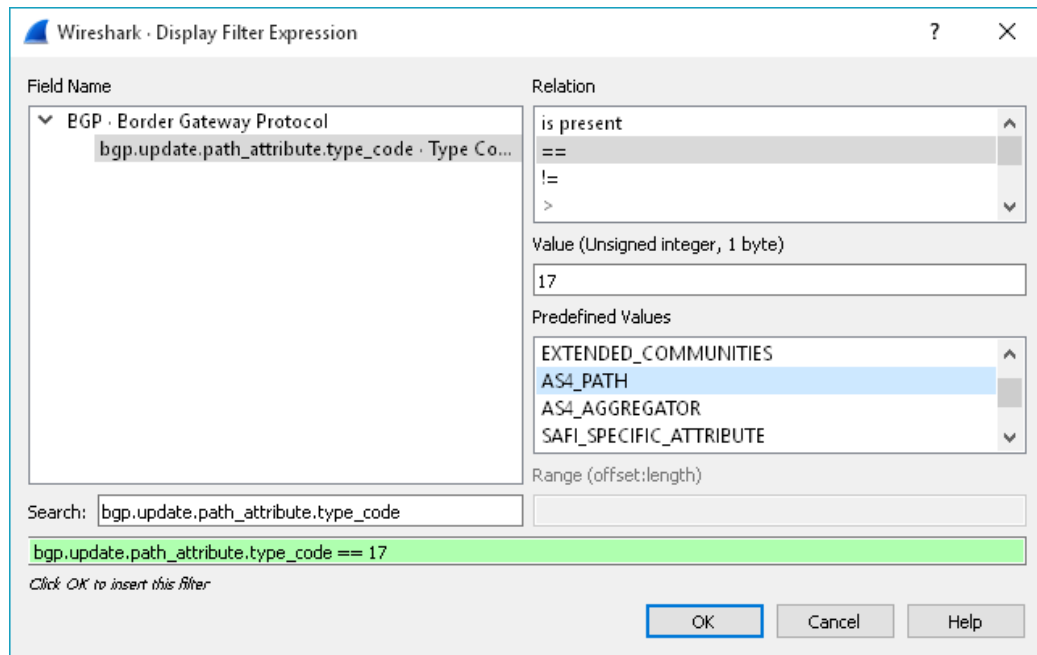 Wireshark · Display Filter Expression
?
Field Name
BGP · Border Gateway Protocol
bgp.update.path_attribute.type_code · Type Co...
Relation
is present
==
!=
>
Value (Unsigned integer, 1 byte)
17
Predefined Values
EXTENDED_COMMUNITIES
AS4_PATH
AS4_AGGREGATOR
SAFI_SPECIFIC_ATTRIBUTE
Range (offset:length)
Search: bgp.update.path_attribute.type_code
bgp.update.path_attribute.type_code == 17
Click OK to insert this filter
OK Cancel Help